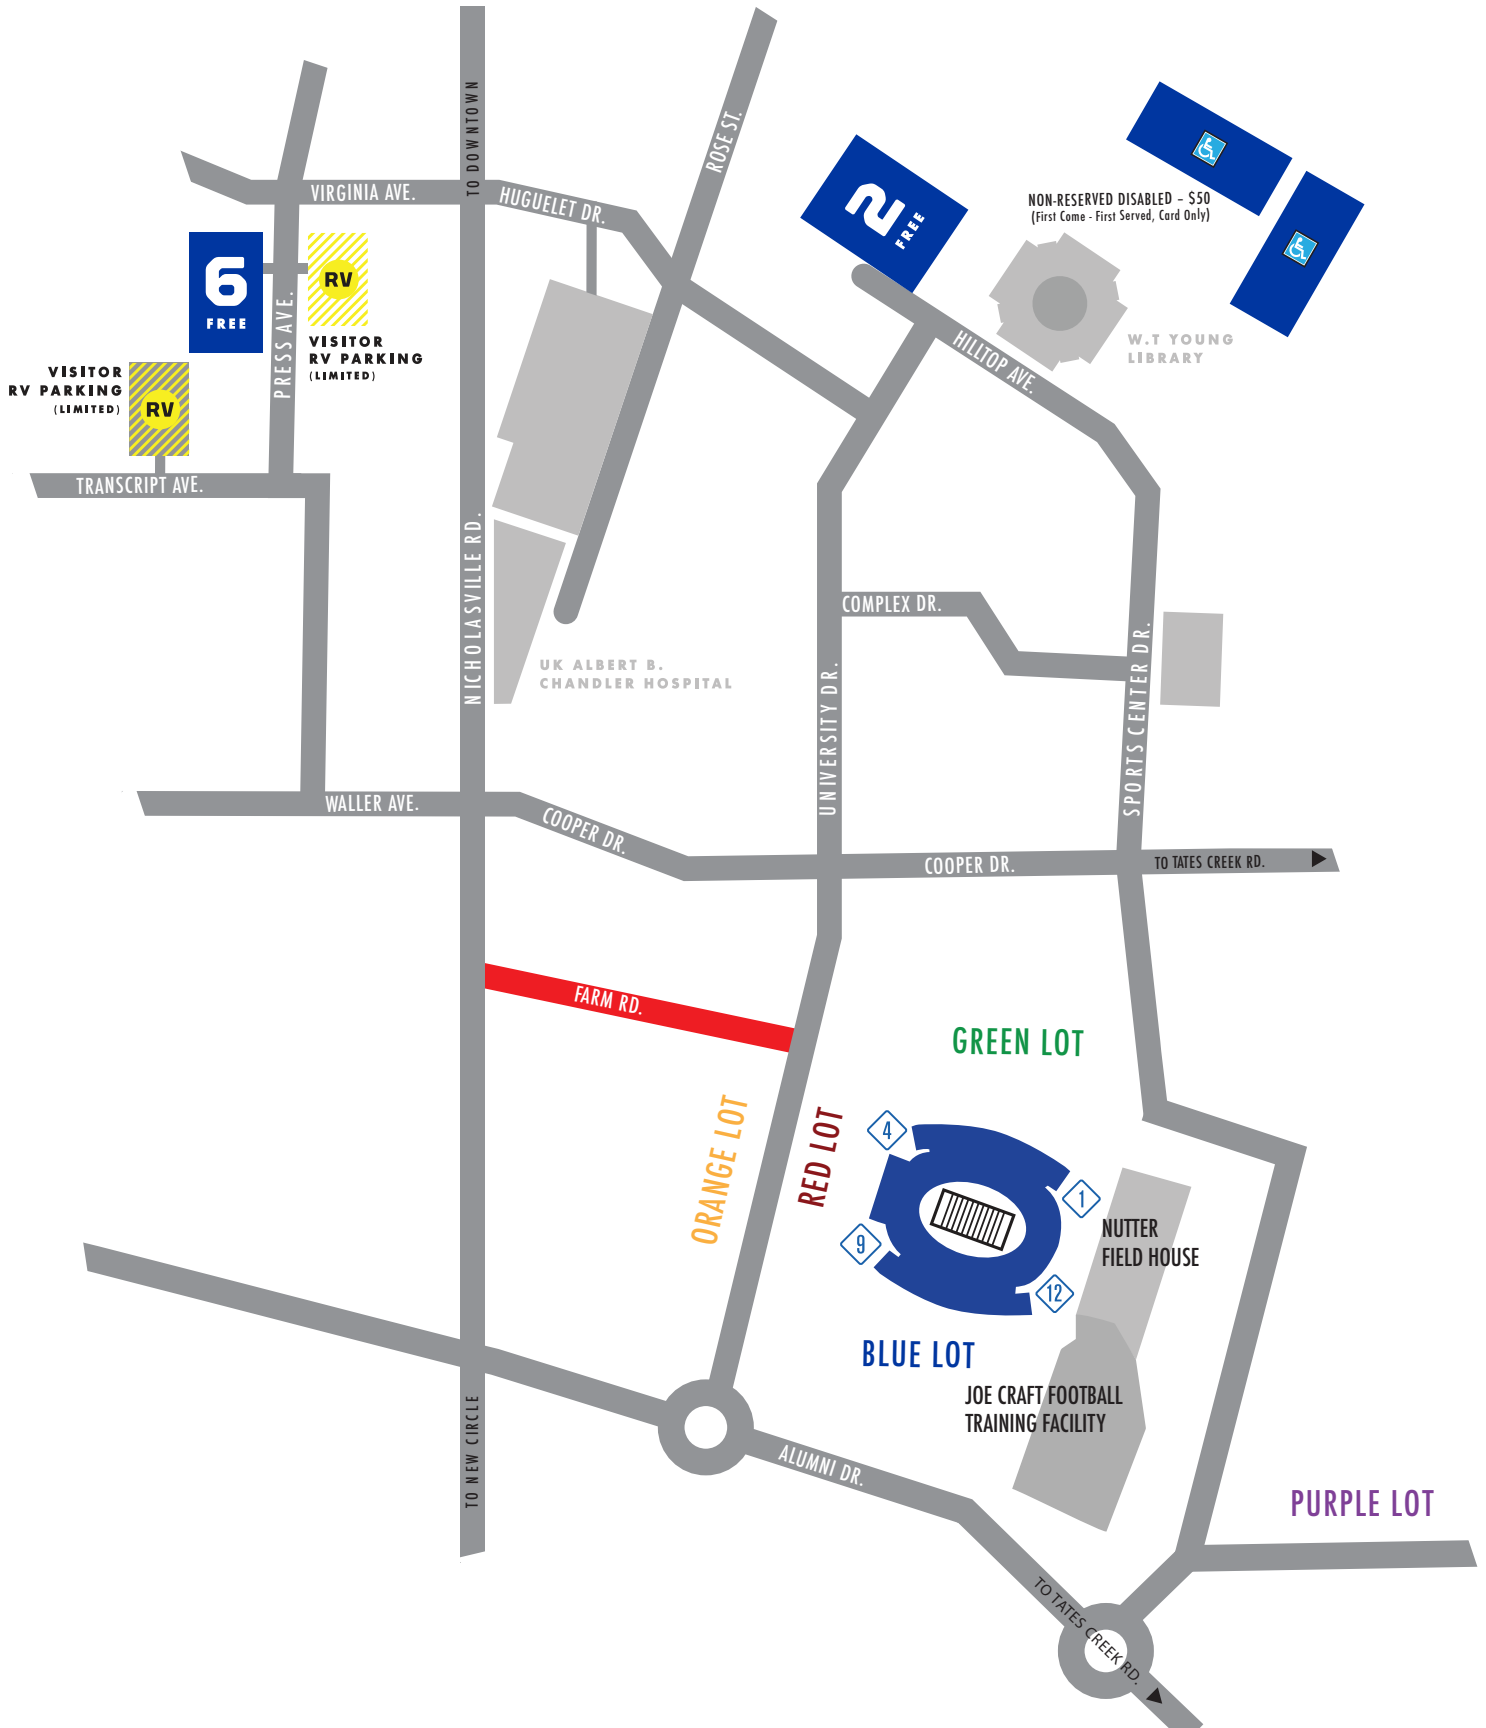 TO DOWNTOWN
ROSE ST.
VIRGINIA AVE.
HUGUELET DR.
2
FREE
NON-RESERVED DISABLED – $50
(First Come - First Served, Card Only)
6
FREE
RV
VISITOR
RV PARKING
(LIMITED)
PRESS AVE.
W.T YOUNG
LIBRARY
HILLTOP AVE.
VISITOR
RV PARKING
(LIMITED)
RV
TRANSCRIPT AVE.
NICHOLASVILLE RD.
COMPLEX DR.
UK ALBERT B.
CHANDLER HOSPITAL
UNIVERSITY DR.
SPORTS CENTER DR.
WALLER AVE.
COOPER DR.
COOPER DR.
TO TATES CREEK RD.
FARM RD.
GREEN LOT
ORANGE LOT
RED LOT
4
1
9
12
NUTTER
FIELD HOUSE
BLUE LOT
JOE CRAFT FOOTBALL
TRAINING FACILITY
TO NEW CIRCLE
ALUMNI DR.
PURPLE LOT
TO TATES CREEK RD.